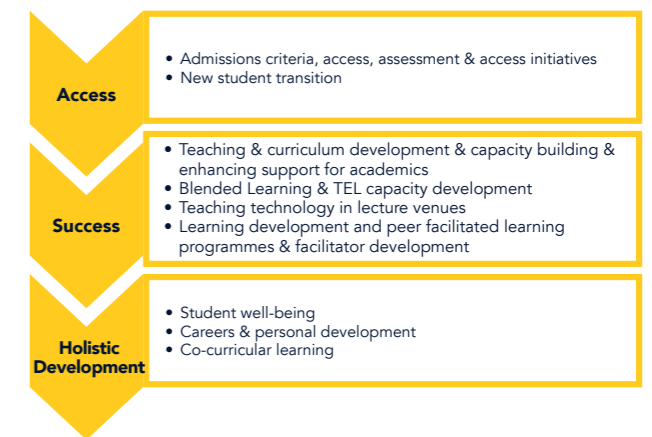 Access
• Admissions criteria, access, assessment & access initiatives
• New student transition
Success
• Teaching & curriculum development & capacity building &
enhancing support for academics
• Blended Learning & TEL capacity development
• Teaching technology in lecture venues
• Learning development and peer facilitated learning
programmes & facilitator development
Holistic
Development
• Student well-being
• Careers & personal development
• Co-curricular learning